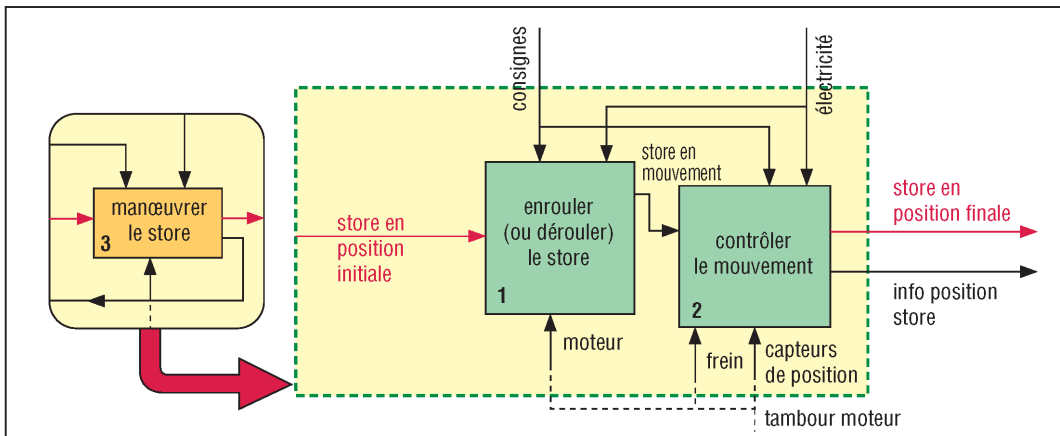 manœuvrer
le store
3
consignes
électricité
store en
position
initiale
enrouler
(ou dérouler)
le store
1
store en
mouvement
contrôler
le mouvement
2
store en
position finale
info position
store
moteur
frein
capteurs
de position
tambour moteur